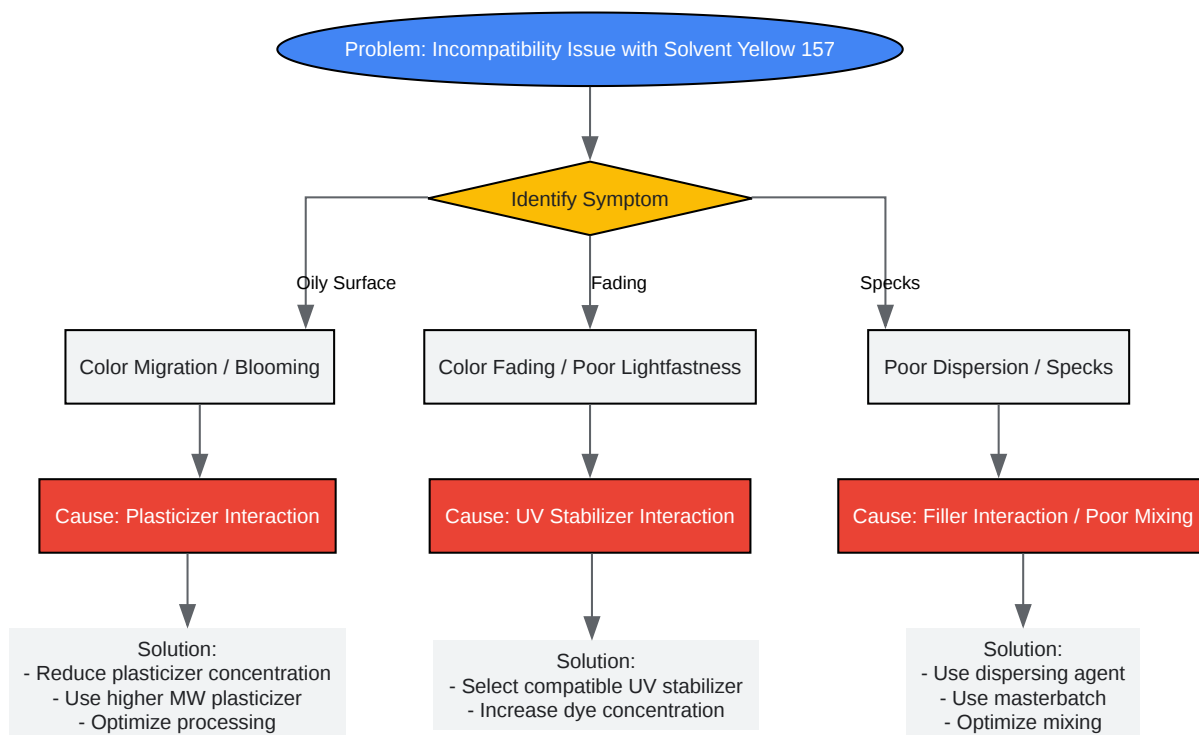 Problem: Incompatibility Issue with Solvent Yellow 157
Identify Symptom
Oily Surface
Fading
Specks
Color Migration / Blooming
Color Fading / Poor Lightfastness
Poor Dispersion / Specks
Cause: Plasticizer Interaction
Cause: UV Stabilizer Interaction
Cause: Filler Interaction / Poor Mixing
Solution:
- Reduce plasticizer concentration
- Use higher MW plasticizer
- Optimize processing
Solution:
- Select compatible UV stabilizer
- Increase dye concentration
Solution:
- Use dispersing agent
- Use masterbatch
- Optimize mixing